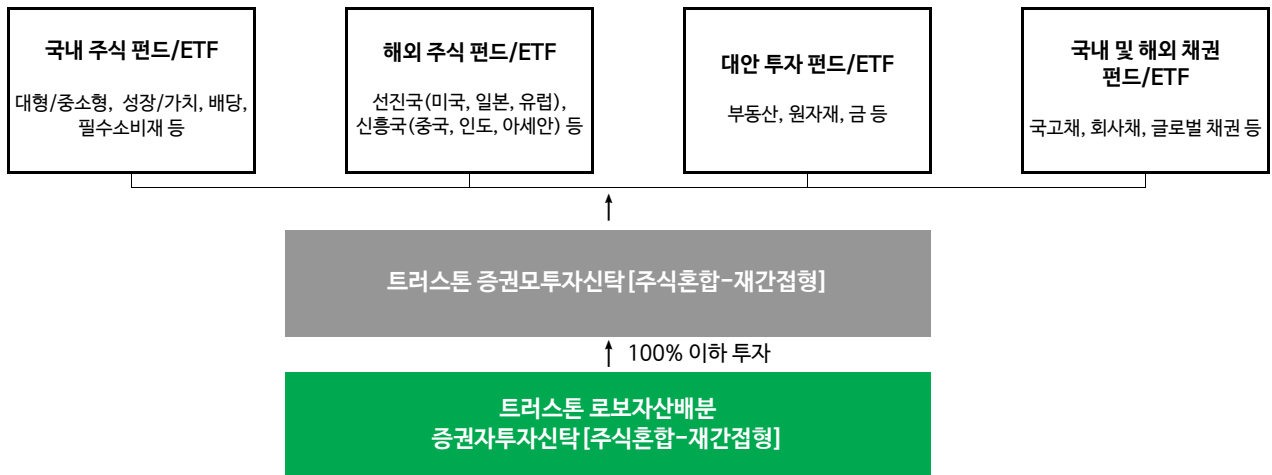 국내 주식 펀드/ETF
대형/중소형, 성장/가치, 배당,
필수소비재 등
해외 주식 펀드/ETF
선진국(미국, 일본, 유럽),
신흥국(중국, 인도, 아세안) 등
대안 투자 펀드/ETF
부동산, 원자재, 금 등
국내 및 해외 채권
펀드/ETF
국고채, 회사채, 글로벌 채권 등
트러스톤 증권모투자신탁[주식혼합-재간접형]
100% 이하 투자
트러스톤 로보자산배분
증권자투자신탁[주식혼합-재간접형]